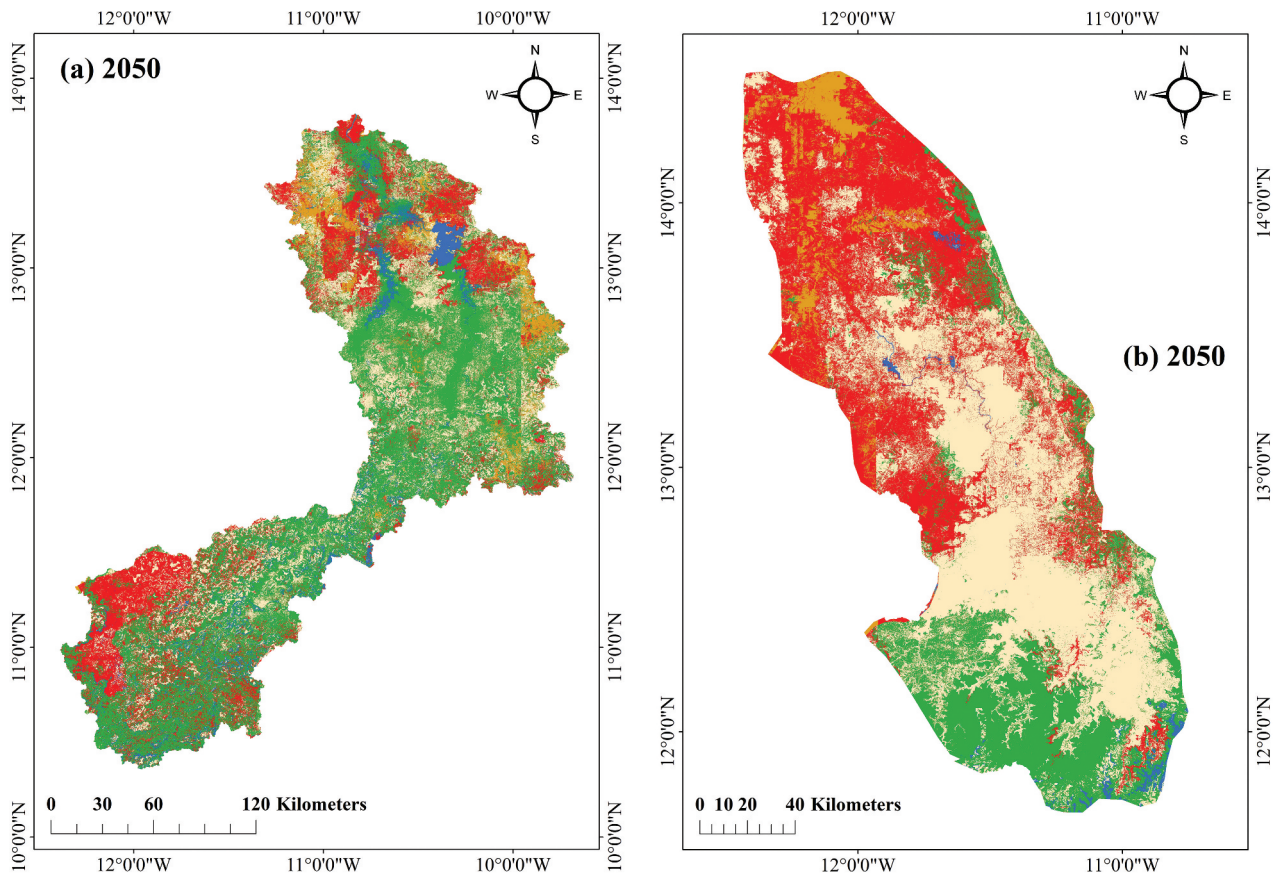 12°0'0"W 11°0'0"W 10°0'0"W
(a) 2050
N
W E
S
14°0'0"N 14°0'0"N
13°0'0"N 13°0'0"N
12°0'0"N 12°0'0"N
11°0'0"N 11°0'0"N
10°0'0"N 10°0'0"N
0 30 60 120 Kilometers
12°0'0"W 11°0'0"W 10°0'0"W
12°0'0"W 11°0'0"W
N
W E
S
14°0'0"N 14°0'0"N
(b) 2050
13°0'0"N 13°0'0"N
12°0'0"N 12°0'0"N
0 10 20 40 Kilometers
12°0'0"W 11°0'0"W